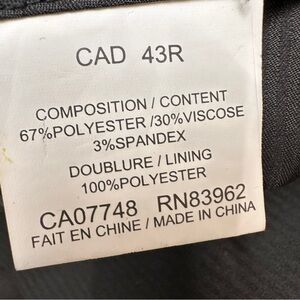 CAD 43R
COMPOSITION / CONTENT
67%POLYESTER /30%VISCOSE
3%SPANDEX
DOUBLURE / LINING
100%POLYESTER
CA07748 RN83962
FAIT EN CHINE / MADE IN CHINA